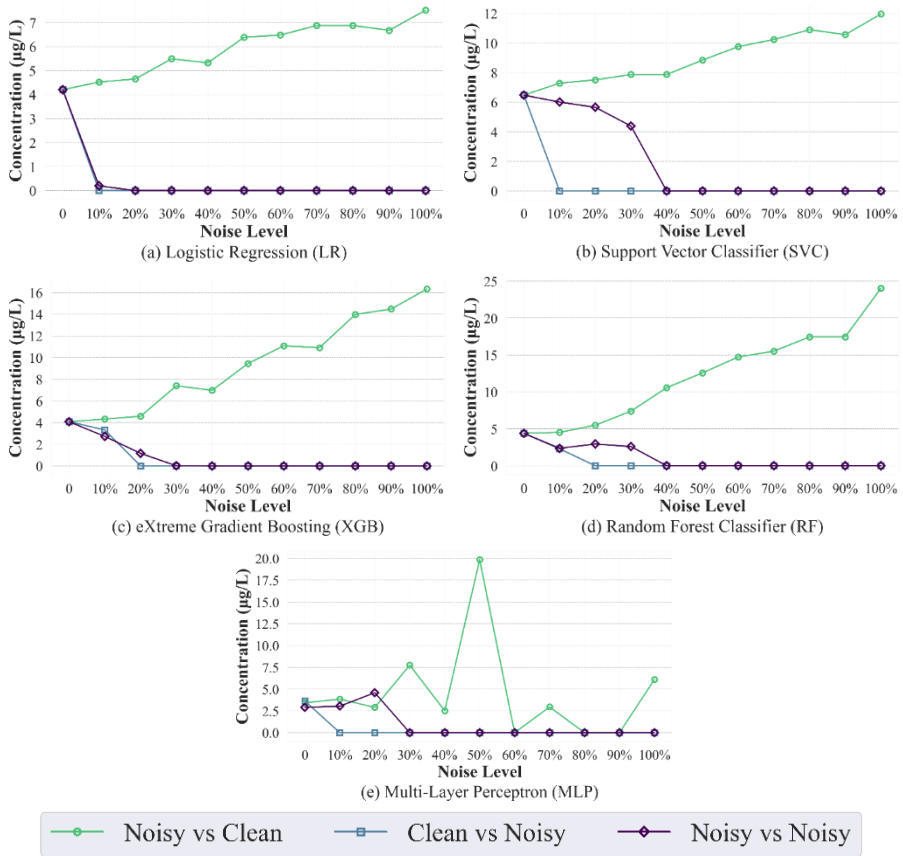 Concentration (µg/L)
7
6
5
4
3
2
1
0
0 10% 20% 30% 40% 50% 60% 70% 80% 90% 100%
Noise Level
(a) Logistic Regression (LR)
Concentration (µg/L)
12
10
8
6
4
2
0
0 10% 20% 30% 40% 50% 60% 70% 80% 90% 100%
Noise Level
(b) Support Vector Classifier (SVC)
Concentration (µg/L)
16
14
12
10
8
6
4
2
0
0 10% 20% 30% 40% 50% 60% 70% 80% 90% 100%
Noise Level
(c) eXtreme Gradient Boosting (XGB)
Concentration (µg/L)
25
20
15
10
5
0
0 10% 20% 30% 40% 50% 60% 70% 80% 90% 100%
Noise Level
(d) Random Forest Classifier (RF)
Concentration (µg/L)
20.0
17.5
15.0
12.5
10.0
7.5
5.0
2.5
0.0
0 10% 20% 30% 40% 50% 60% 70% 80% 90% 100%
Noise Level
(e) Multi-Layer Perceptron (MLP)
Noisy vs Clean Clean vs Noisy Noisy vs Noisy